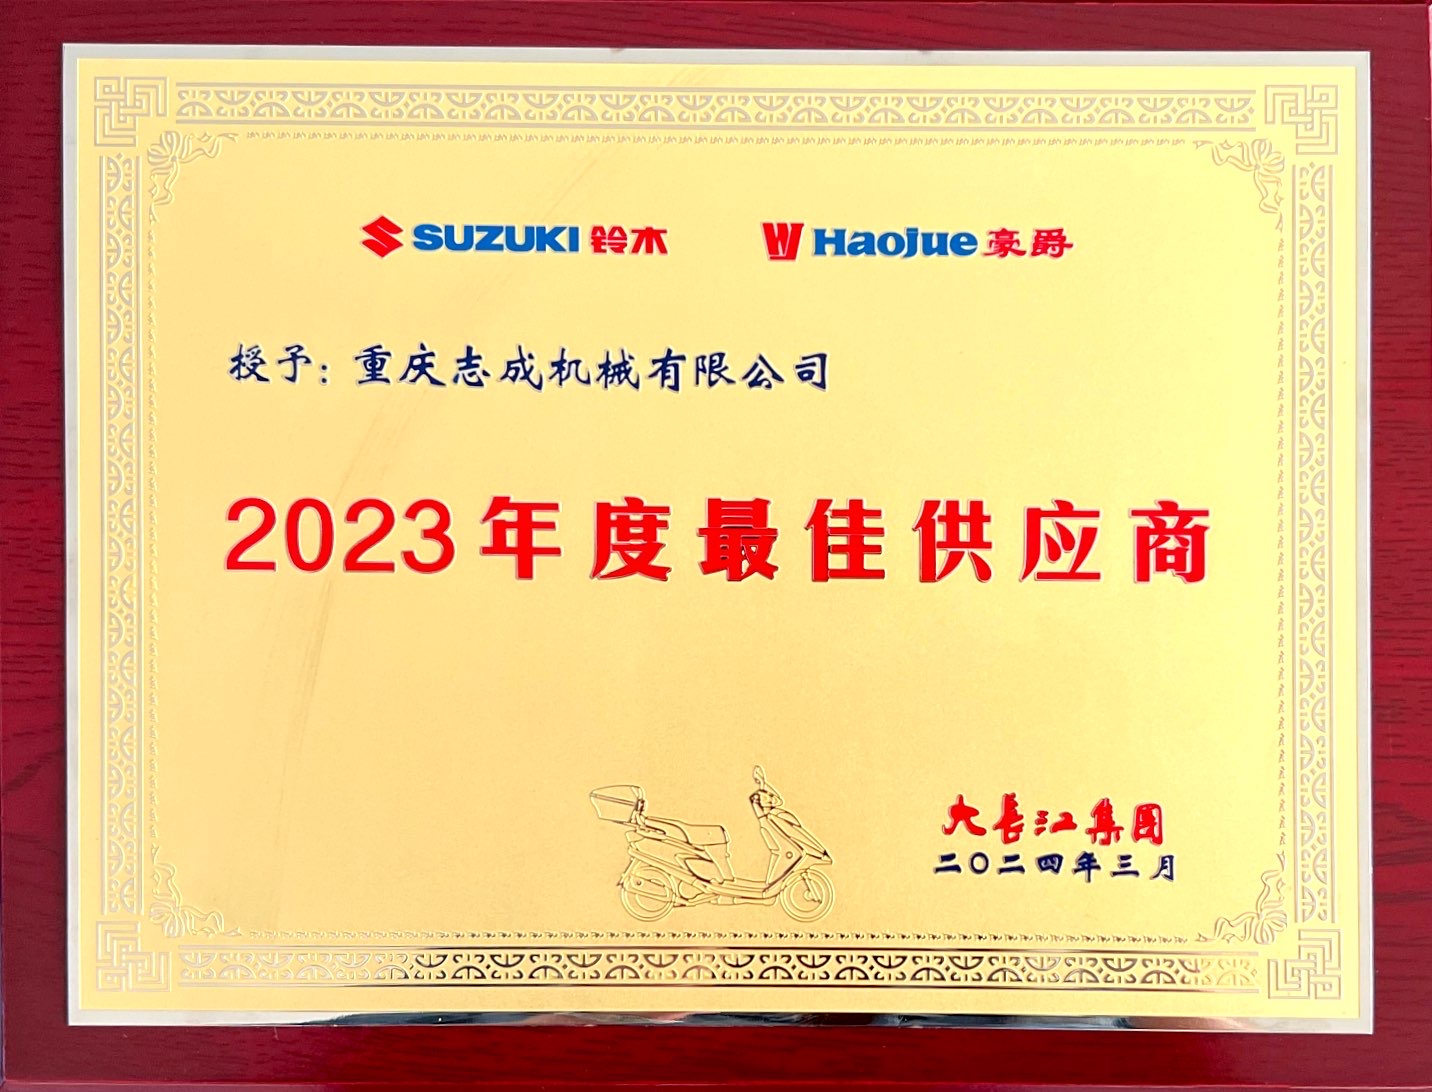 SUZUKI 铃木 Haojue 豪爵
授予：重庆志成机械有限公司
2023年度最佳供应商
大長江集團
二〇二四年三月